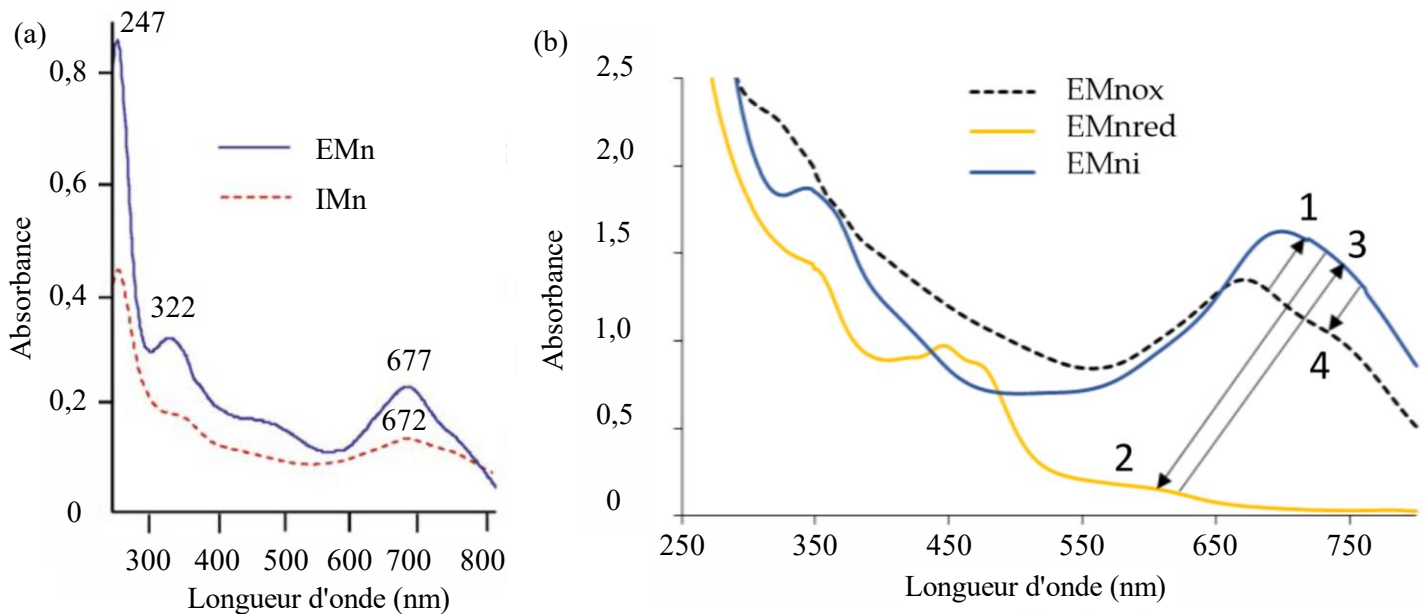 (a)
247
0,8
0,6
0,4
0,2
0
Absorbance
322
677
672
EMn
IMn
300 400 500 600 700 800
Longueur d'onde (nm)
(b)
2,5
2,0
1,5
1,0
0,5
0
Absorbance
EMnox
EMnred
EMni
1
3
4
2
250 350 450 550 650 750
Longueur d'onde (nm)